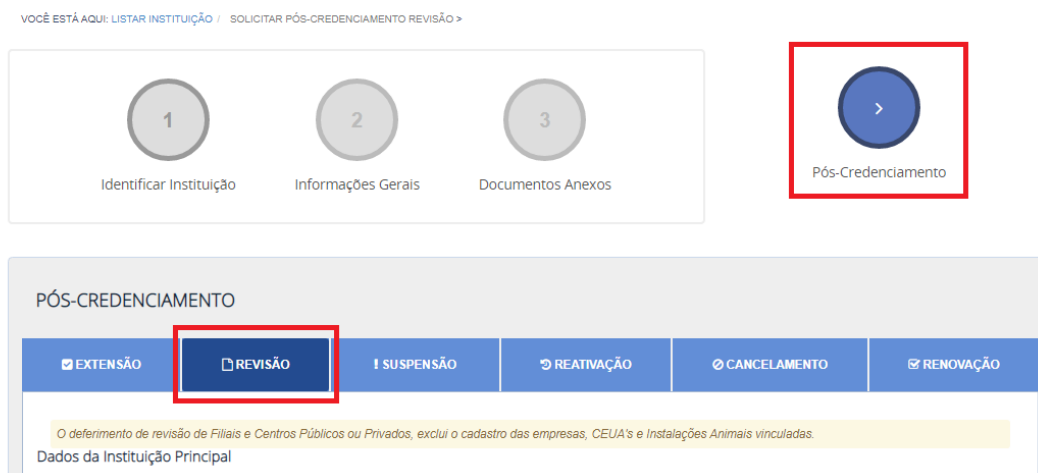 VOCÊ ESTÁ AQUI: LISTAR INSTITUIÇÃO / SOLICITAR PÓS-CREDENCIAMENTO REVISÃO >
1
2
3
Identificar Instituição
Informações Gerais
Documentos Anexos
Pós-Credenciamento
PÓS-CREDENCIAMENTO
EXTENSÃO
REVISÃO
SUSPENSÃO
REATIVAÇÃO
CANCELAMENTO
RENOVAÇÃO
O deferimento de revisão de Filiais e Centros Públicos ou Privados, exclui o cadastro das empresas, CEUA's e Instalações Animais vinculadas.
Dados da Instituição Principal